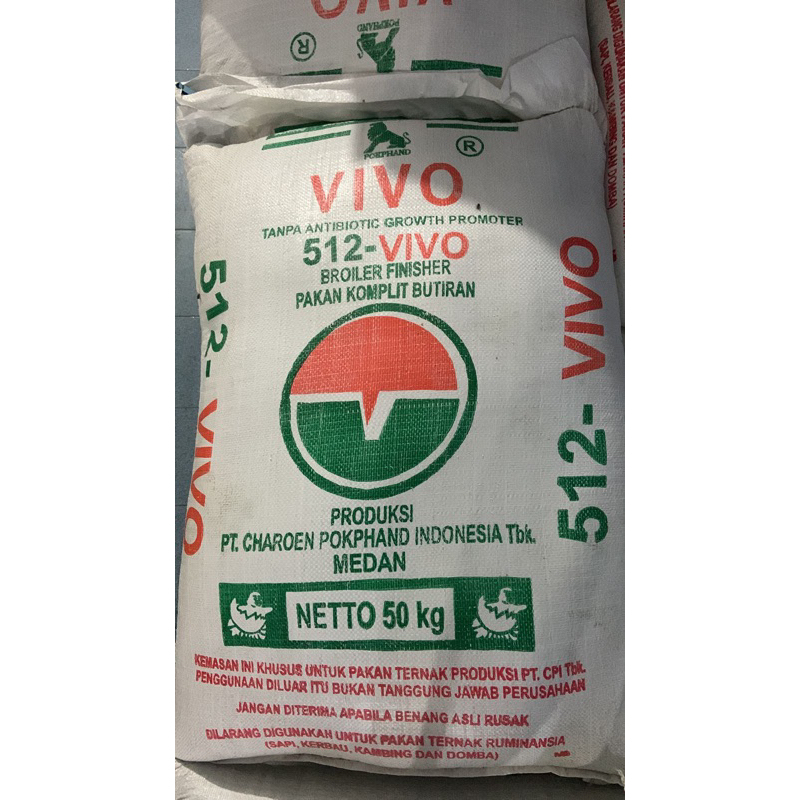 VIVO
POKPHAND
®
POKPHAND
®
VIVO
TANPA ANTIBIOTIC GROWTH PROMOTER
512-VIVO
BROILER FINISHER
PAKAN KOMPLIT BUTIRAN
512- VIVO
512- VIVO
PRODUKSI
PT. CHAROEN POKPHAND INDONESIA Tbk.
MEDAN
NETTO 50 kg
KEMASAN INI KHUSUS UNTUK PAKAN TERNAK PRODUKSI PT. CPI Tbk.
PENGGUNAAN DILUAR ITU BUKAN TANGGUNG JAWAB PERUSAHAAN
JANGAN DITERIMA APABILA BENANG ASLI RUSAK
DILARANG DIGUNAKAN UNTUK PAKAN TERNAK RUMINANSIA
(SAPI, KERBAU, KAMBING DAN DOMBA)